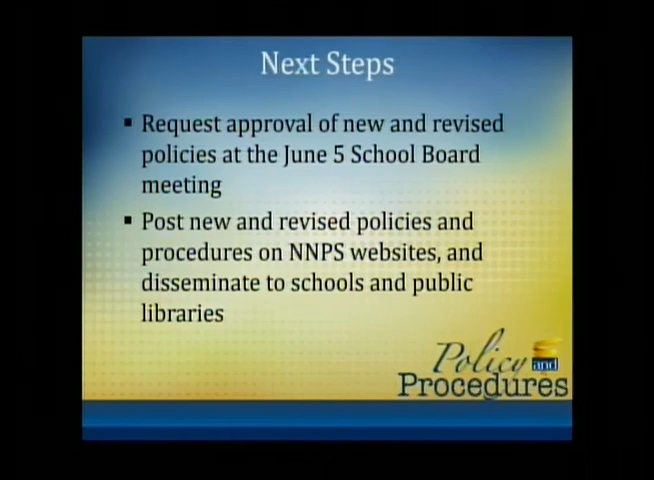 Next Steps
▪ Request approval of new and revised
policies at the June 5 School Board
meeting
▪ Post new and revised policies and
procedures on NNPS websites, and
disseminate to schools and public
libraries
Policy and
Procedures